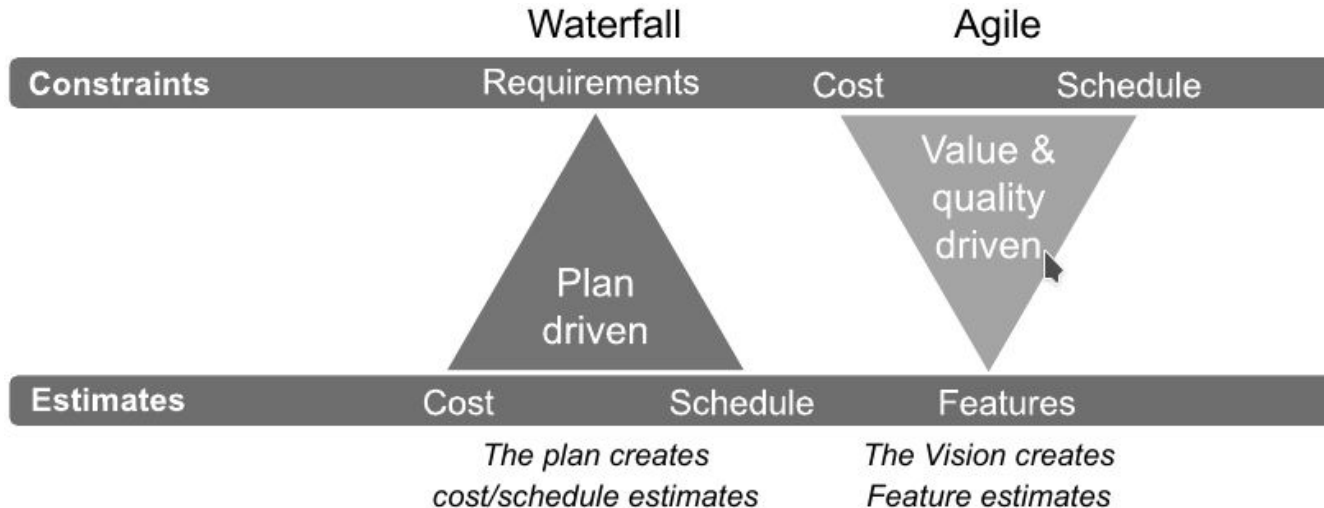 Waterfall Agile
Constraints Requirements Cost Schedule
Value &
quality
driven
Plan
driven
Estimates Cost Schedule Features
The plan creates The Vision creates
cost/schedule estimates Feature estimates